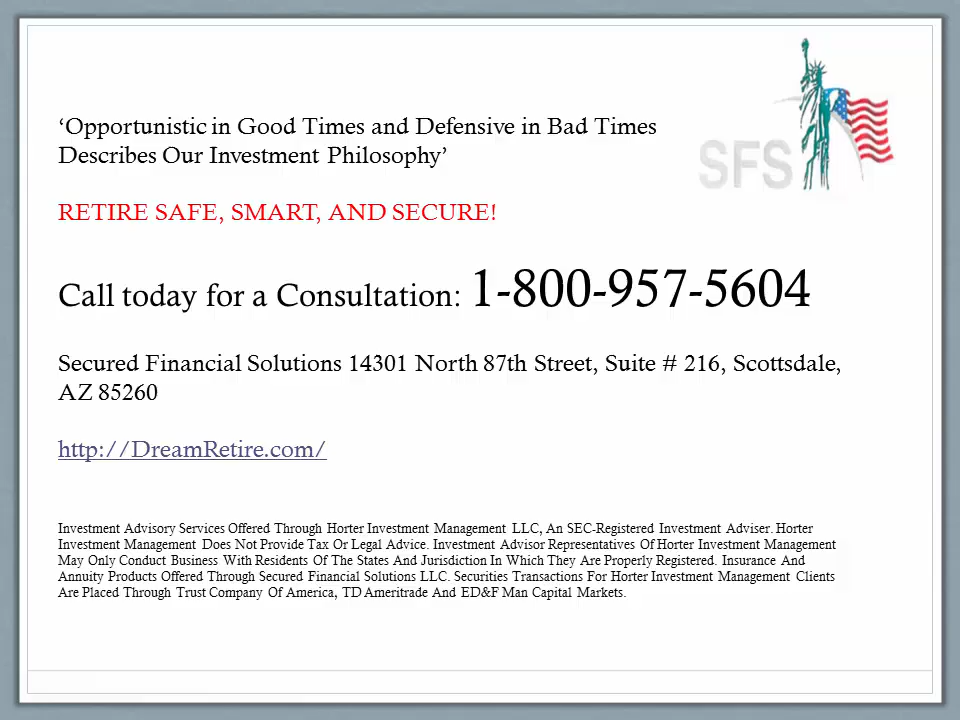 SFS
‘Opportunistic in Good Times and Defensive in Bad Times
Describes Our Investment Philosophy’
RETIRE SAFE, SMART, AND SECURE!
Call today for a Consultation: 1-800-957-5604
Secured Financial Solutions 14301 North 87th Street, Suite # 216, Scottsdale,
AZ 85260
http://DreamRetire.com/
Investment Advisory Services Offered Through Horter Investment Management LLC, An SEC-Registered Investment Adviser. Horter
Investment Management Does Not Provide Tax Or Legal Advice. Investment Advisor Representatives Of Horter Investment Management
May Only Conduct Business With Residents Of The States And Jurisdiction In Which They Are Properly Registered. Insurance And
Annuity Products Offered Through Secured Financial Solutions LLC. Securities Transactions For Horter Investment Management Clients
Are Placed Through Trust Company Of America, TD Ameritrade And ED&F Man Capital Markets.